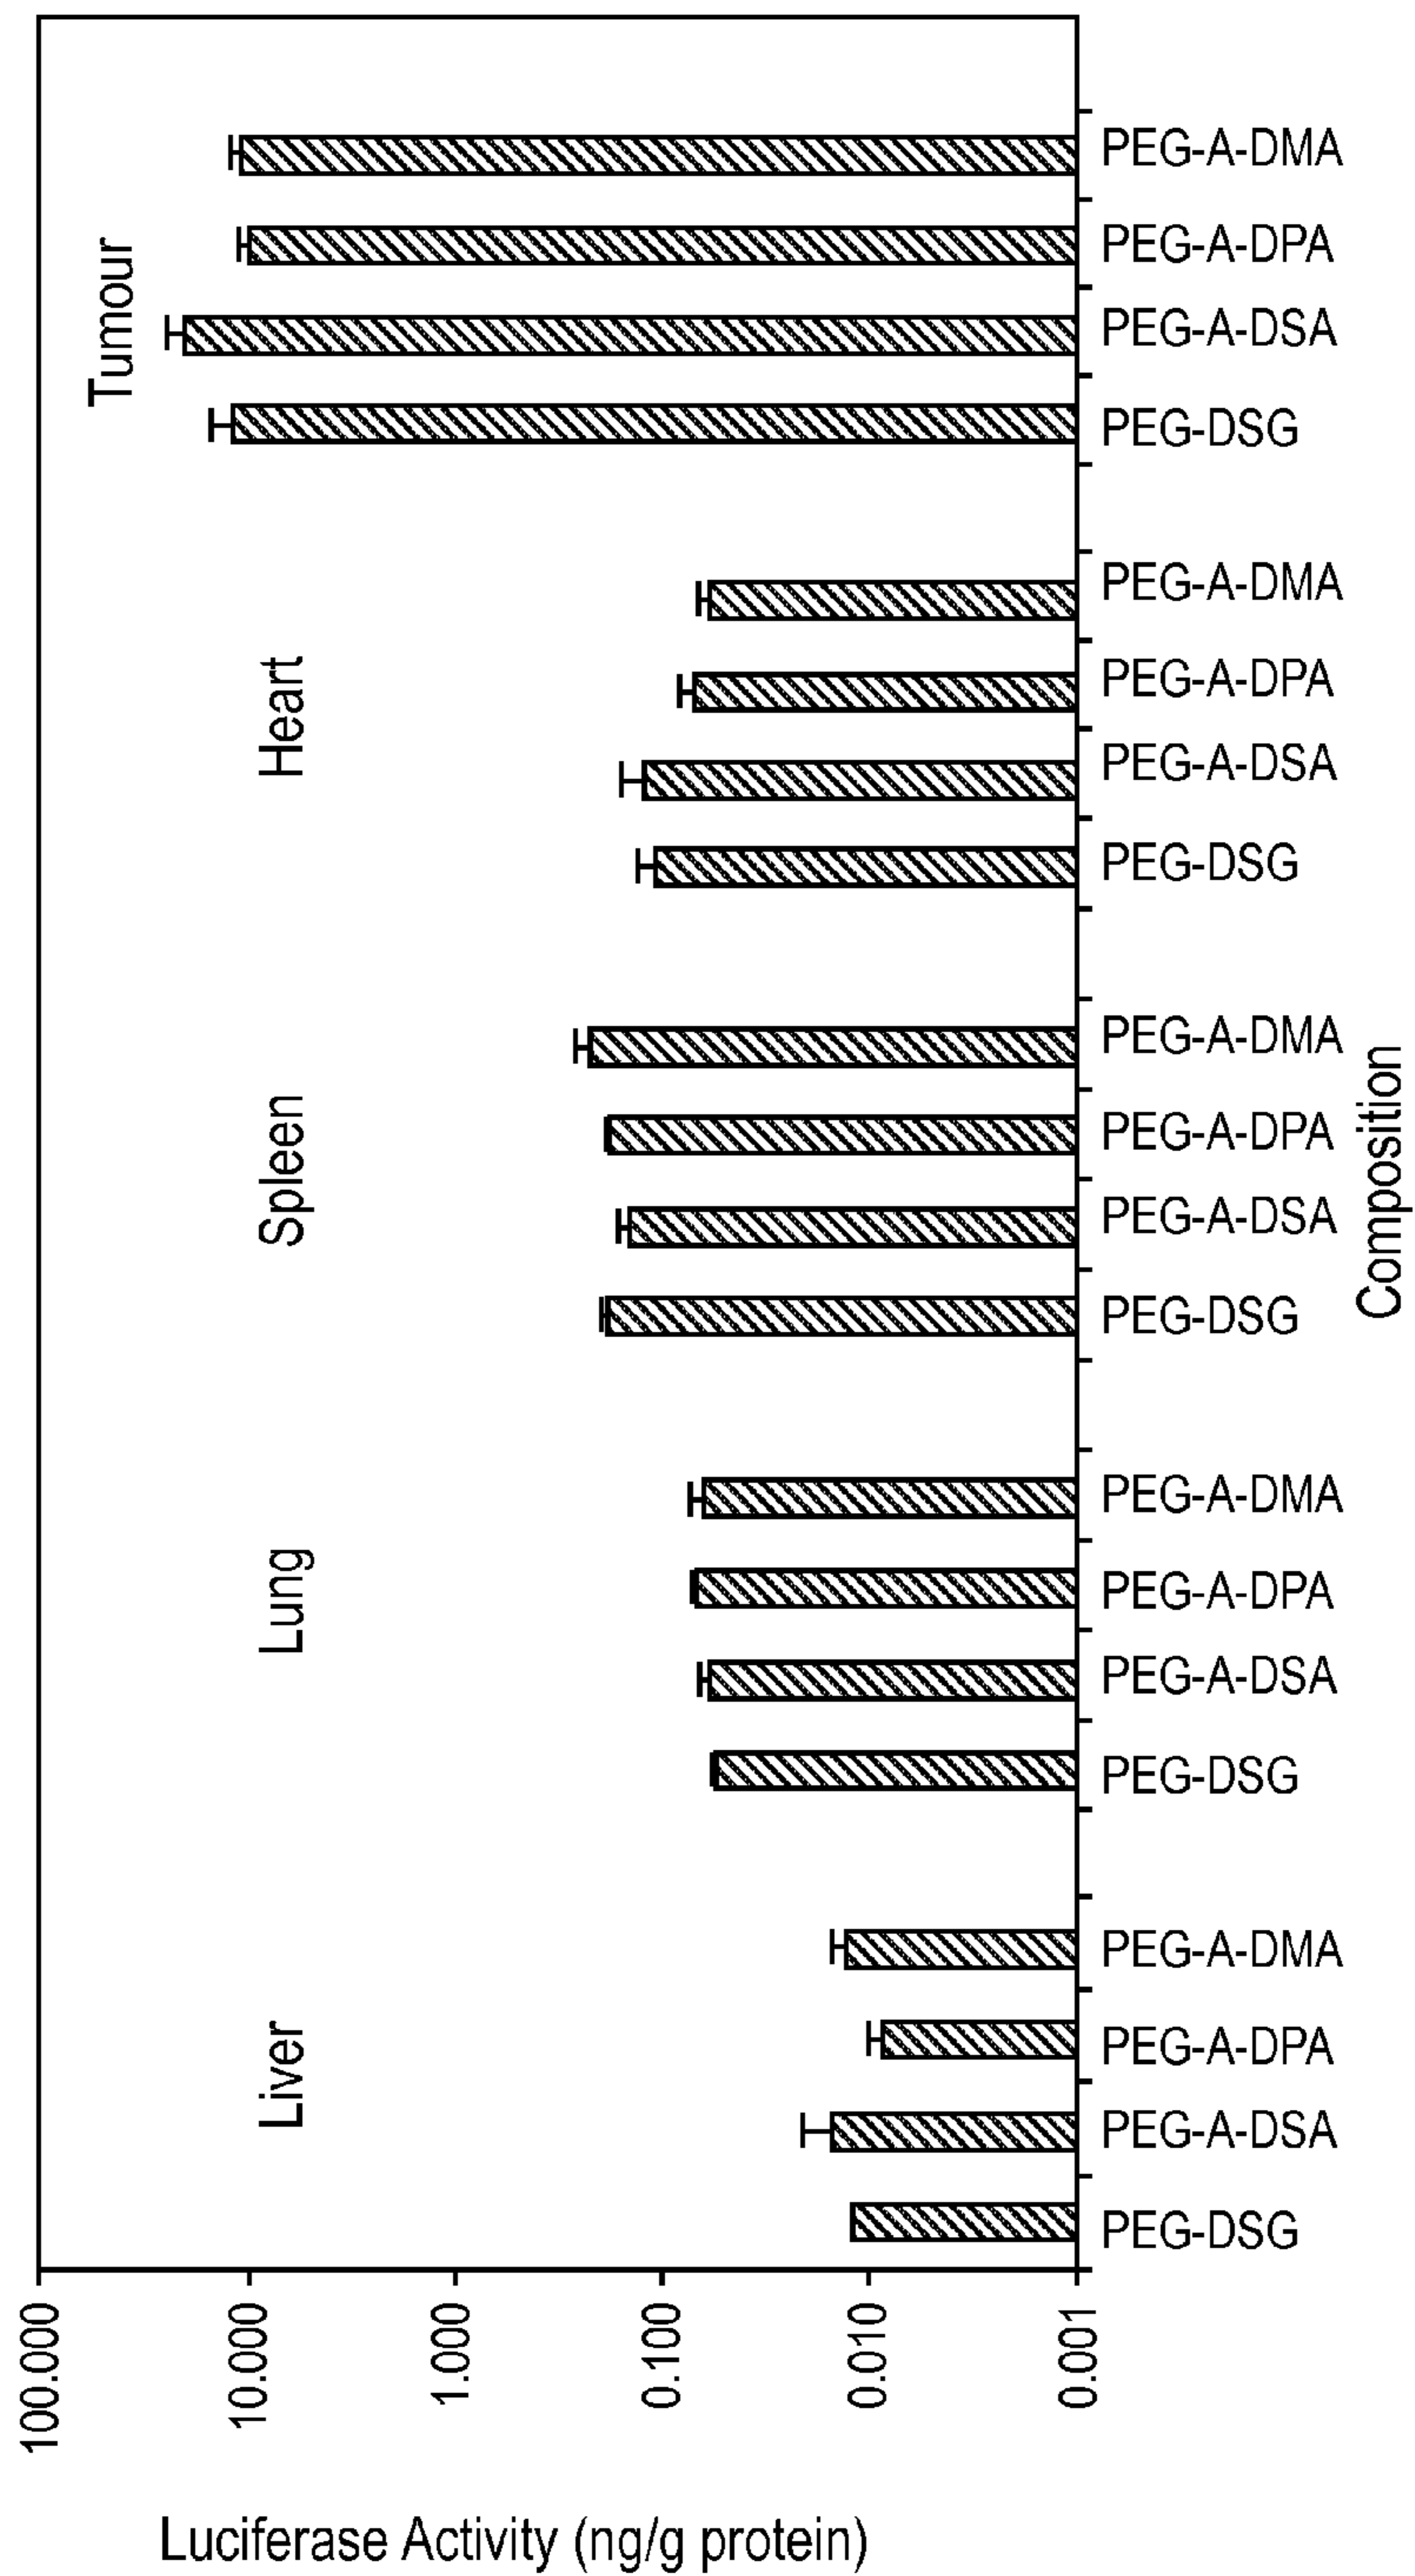 Luciferase Activity (ng/g protein)
100.000
10.000
1.000
0.100
0.010
0.001
Liver
Lung
Spleen
Heart
Tumour
PEG-DSG
PEG-A-DSA
PEG-A-DPA
PEG-A-DMA
PEG-DSG
PEG-A-DSA
PEG-A-DPA
PEG-A-DMA
PEG-DSG
PEG-A-DSA
PEG-A-DPA
PEG-A-DMA
PEG-DSG
PEG-A-DSA
PEG-A-DPA
PEG-A-DMA
PEG-DSG
PEG-A-DSA
PEG-A-DPA
PEG-A-DMA
Composition